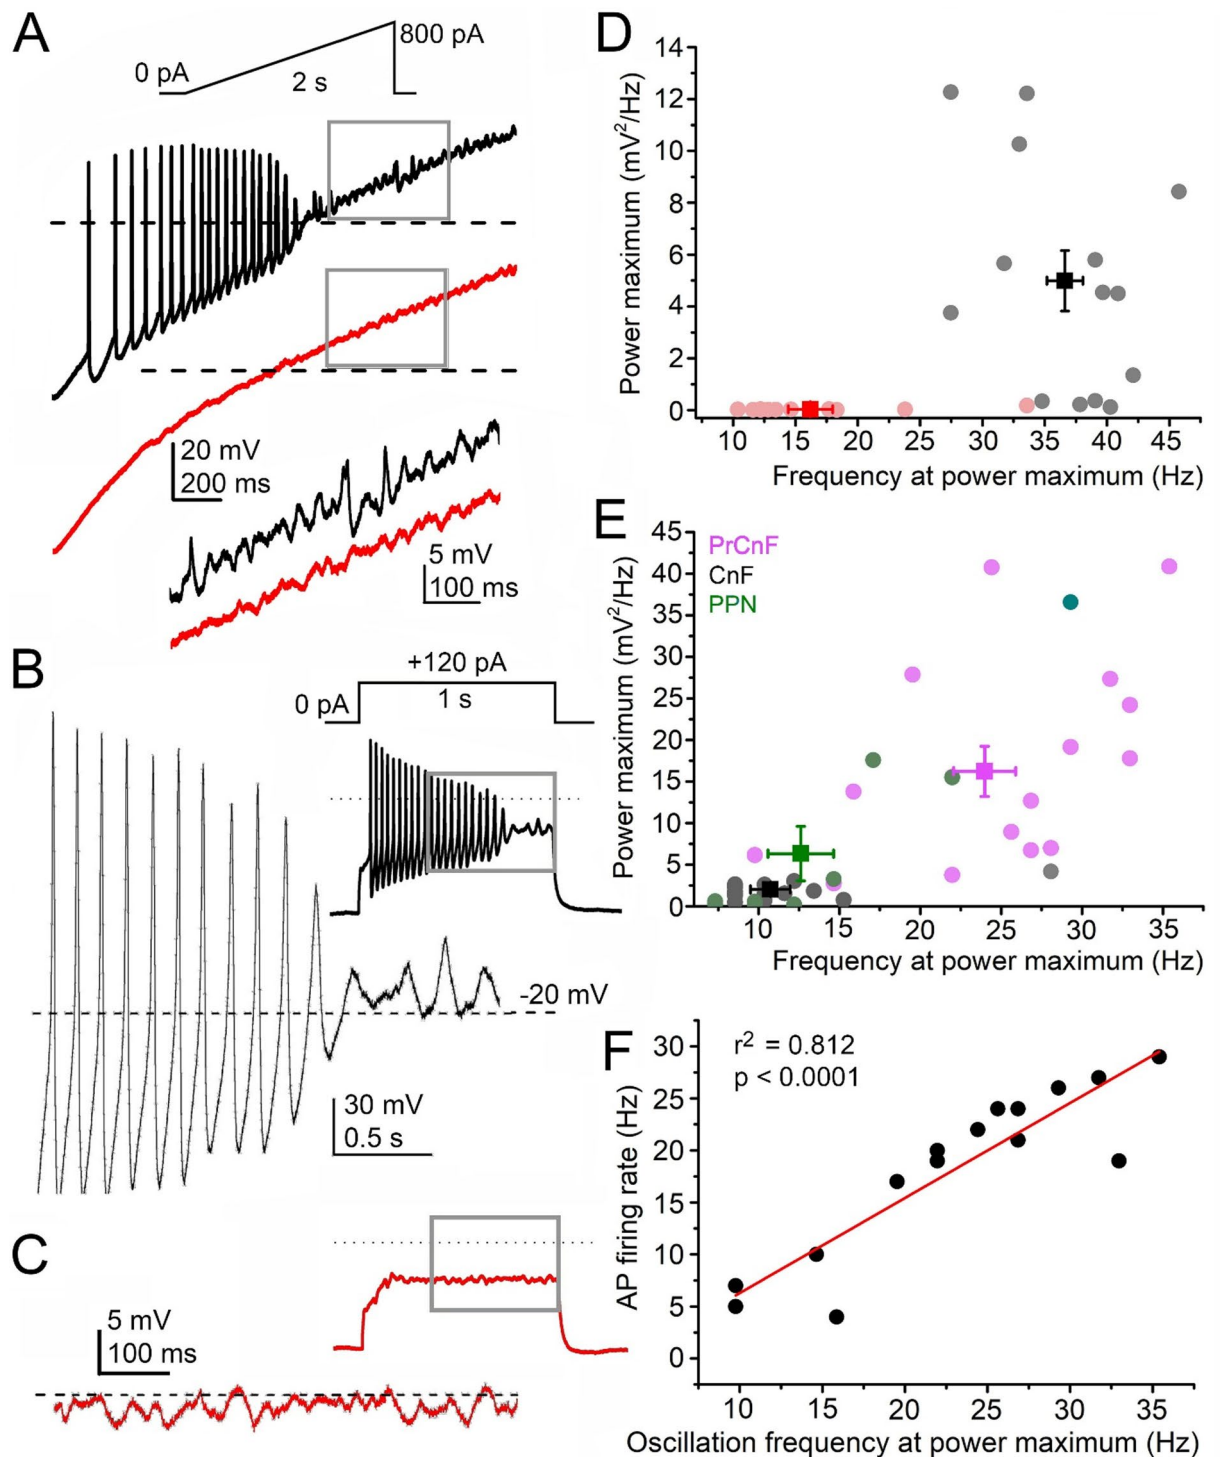 A
0 pA
2 s
800 pA
20 mV
200 ms
5 mV
100 ms
B
+120 pA
0 pA
1 s
-20 mV
30 mV
0.5 s
C
5 mV
100 ms
D
Power maximum (mV²/Hz)
14
12
10
8
6
4
2
0
10 15 20 25 30 35 40 45
Frequency at power maximum (Hz)
E
PrCnF
CnF
PPN
Power maximum (mV²/Hz)
45
40
35
30
25
20
15
10
5
0
10 15 20 25 30 35
Frequency at power maximum (Hz)
F
r² = 0.812
p < 0.0001
AP firing rate (Hz)
30
25
20
15
10
5
0
10 15 20 25 30 35
Oscillation frequency at power maximum (Hz)